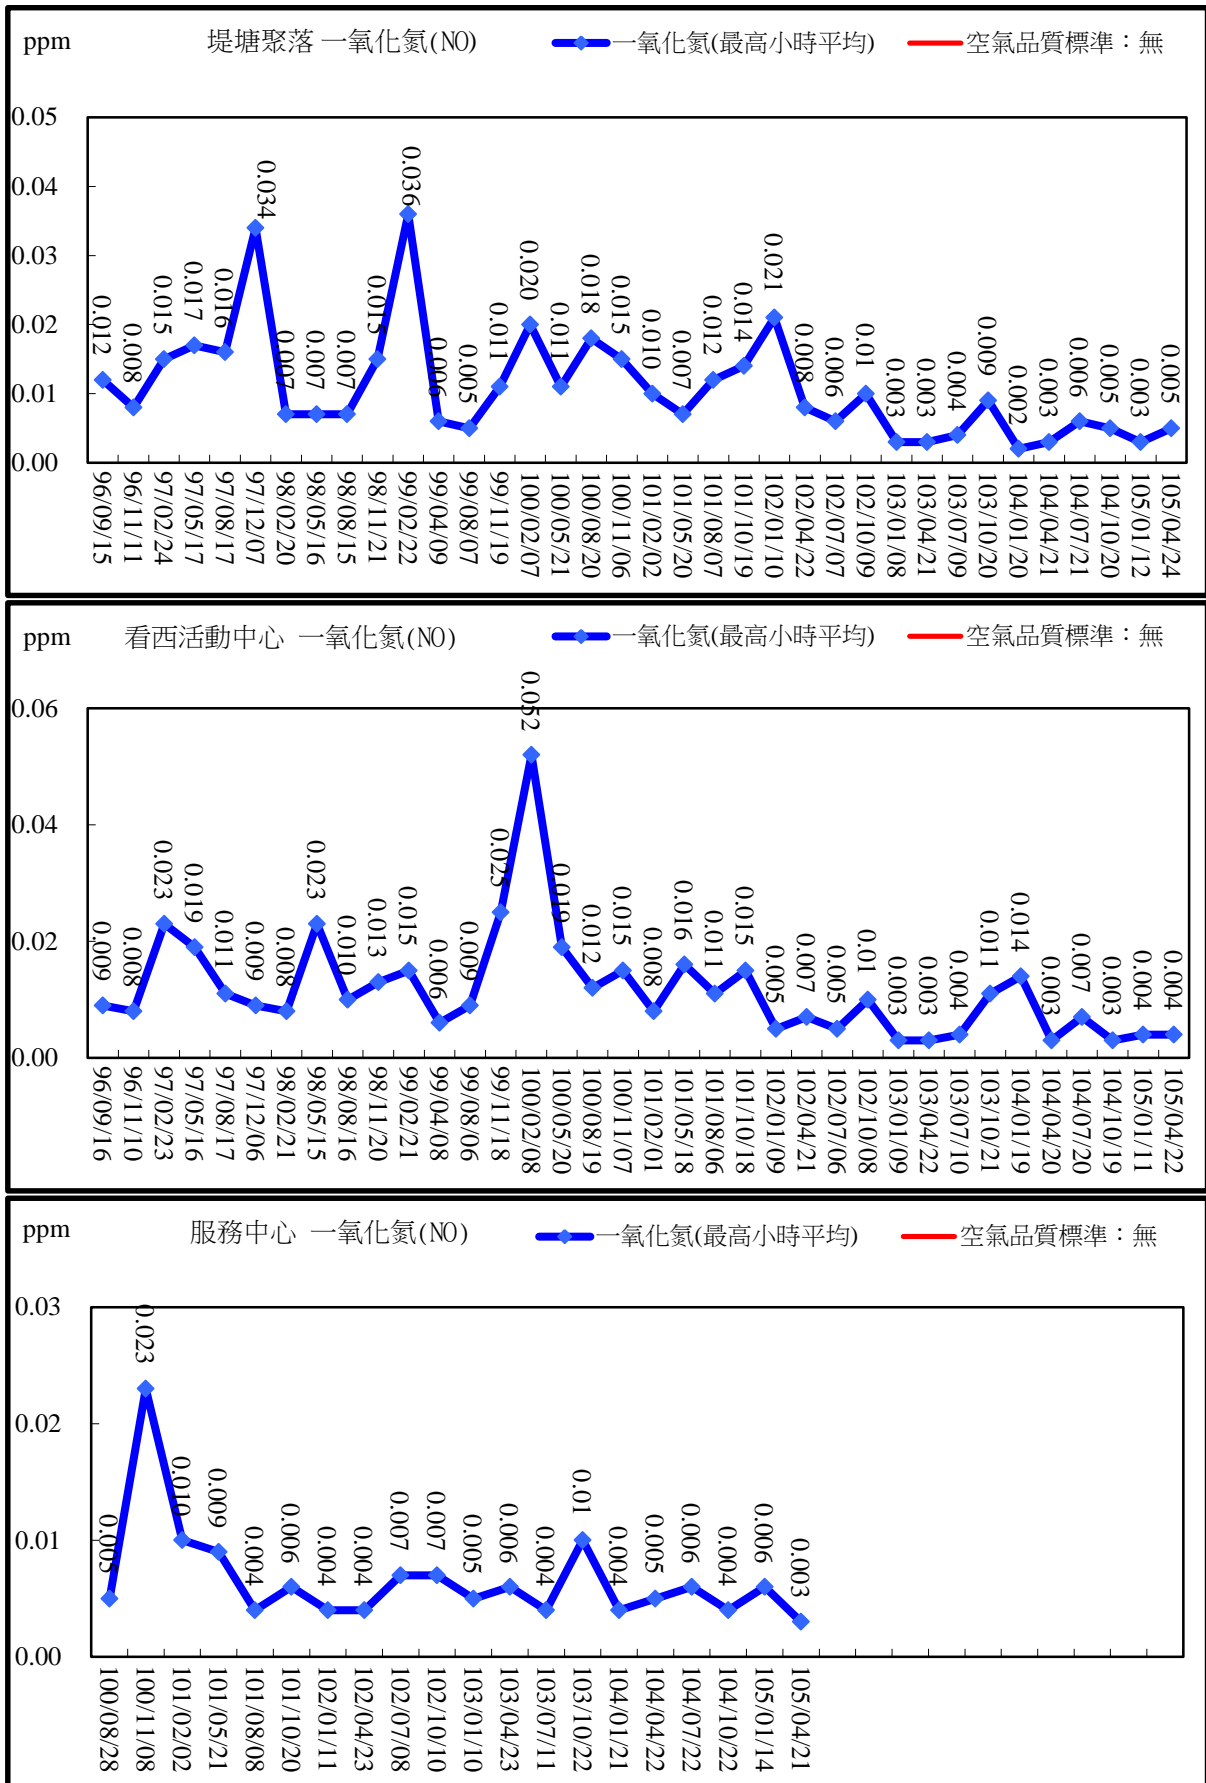 ppm 堤塘聚落 一氧化氮(NO) 一氧化氮(最高小時平均) 空氣品質標準：無
0.05
0.04
0.03
0.02
0.01
0.00
0.012 0.008 0.015 0.017 0.016 0.034 0.007 0.007 0.007 0.015 0.036 0.006 0.005 0.011 0.020 0.011 0.018 0.015 0.010 0.007 0.012 0.014 0.021 0.008 0.006 0.01 0.003 0.003 0.004 0.009 0.002 0.003 0.006 0.005 0.003 0.005
96/09/15 96/11/11 97/02/24 97/05/17 97/08/17 97/12/07 98/02/20 98/05/16 98/08/15 98/11/21 99/02/22 99/04/09 99/08/07 99/11/19 100/02/07 100/05/21 100/08/20 100/11/06 101/02/02 101/05/20 101/08/07 101/10/19 102/01/10 102/04/22 102/07/07 102/10/09 103/01/08 103/04/21 103/07/09 103/10/20 104/01/20 104/04/21 104/07/21 104/10/20 105/01/12 105/04/24
ppm 看西活動中心 一氧化氮(NO) 一氧化氮(最高小時平均) 空氣品質標準：無
0.06
0.04
0.02
0.00
0.009 0.008 0.023 0.019 0.011 0.009 0.008 0.023 0.010 0.013 0.015 0.006 0.009 0.025 0.052 0.019 0.012 0.015 0.008 0.016 0.011 0.015 0.005 0.007 0.005 0.01 0.003 0.003 0.004 0.011 0.014 0.003 0.007 0.003 0.004 0.004
96/09/16 96/11/10 97/02/23 97/05/16 97/08/17 97/12/06 98/02/21 98/05/15 98/08/16 98/11/20 99/02/21 99/04/08 99/08/06 99/11/18 100/02/08 100/05/20 100/08/19 100/11/07 101/02/01 101/05/18 101/08/06 101/10/18 102/01/09 102/04/21 102/07/06 102/10/08 103/01/09 103/04/22 103/07/10 103/10/21 104/01/19 104/04/20 104/07/20 104/10/19 105/01/11 105/04/22
ppm 服務中心 一氧化氮(NO) 一氧化氮(最高小時平均) 空氣品質標準：無
0.03
0.02
0.01
0.00
0.005 0.023 0.010 0.009 0.004 0.006 0.004 0.004 0.007 0.007 0.005 0.006 0.004 0.01 0.004 0.005 0.006 0.004 0.006 0.003
100/08/28 100/11/08 101/02/02 101/05/21 101/08/08 101/10/20 102/01/11 102/04/23 102/07/08 102/10/10 103/01/10 103/04/23 103/07/11 103/10/22 104/01/21 104/04/22 104/07/22 104/10/22 105/01/14 105/04/21